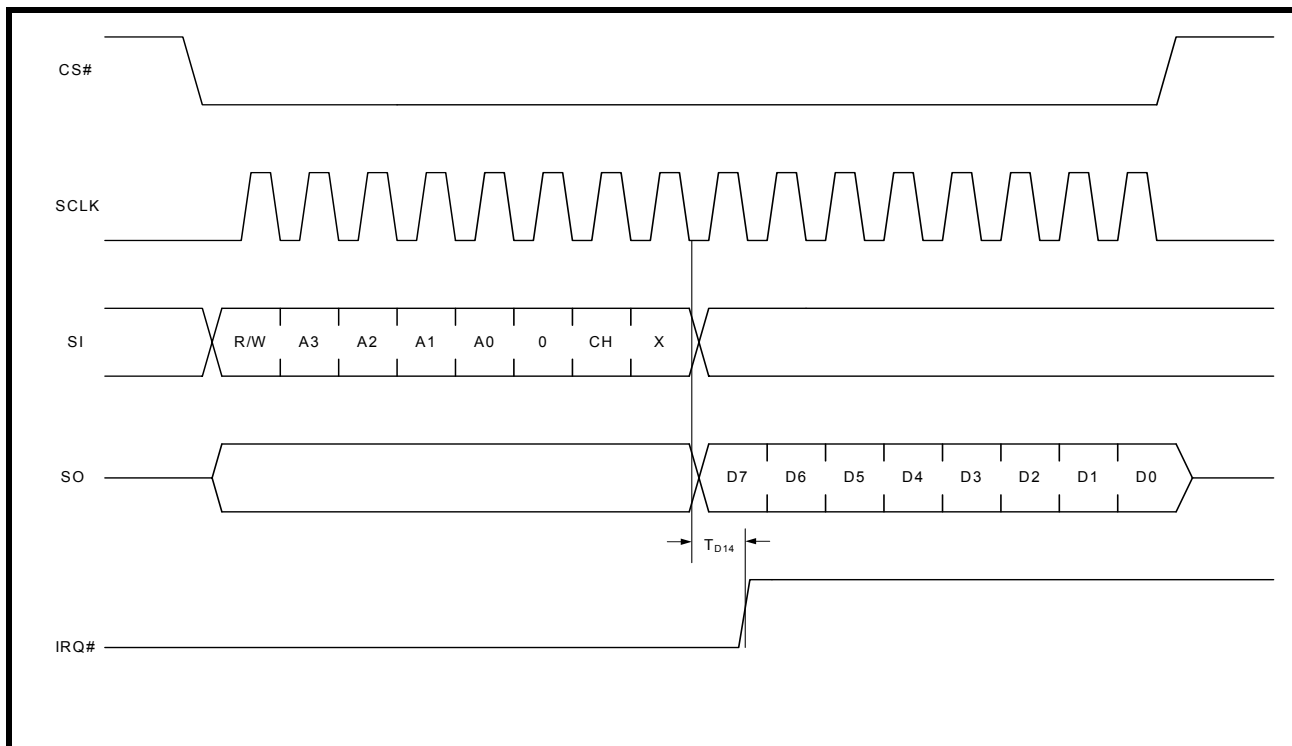 CS#
SCLK
SI R/W A3 A2 A1 A0 0 CH X
SO D7 D6 D5 D4 D3 D2 D1 D0
TD14
IRQ#